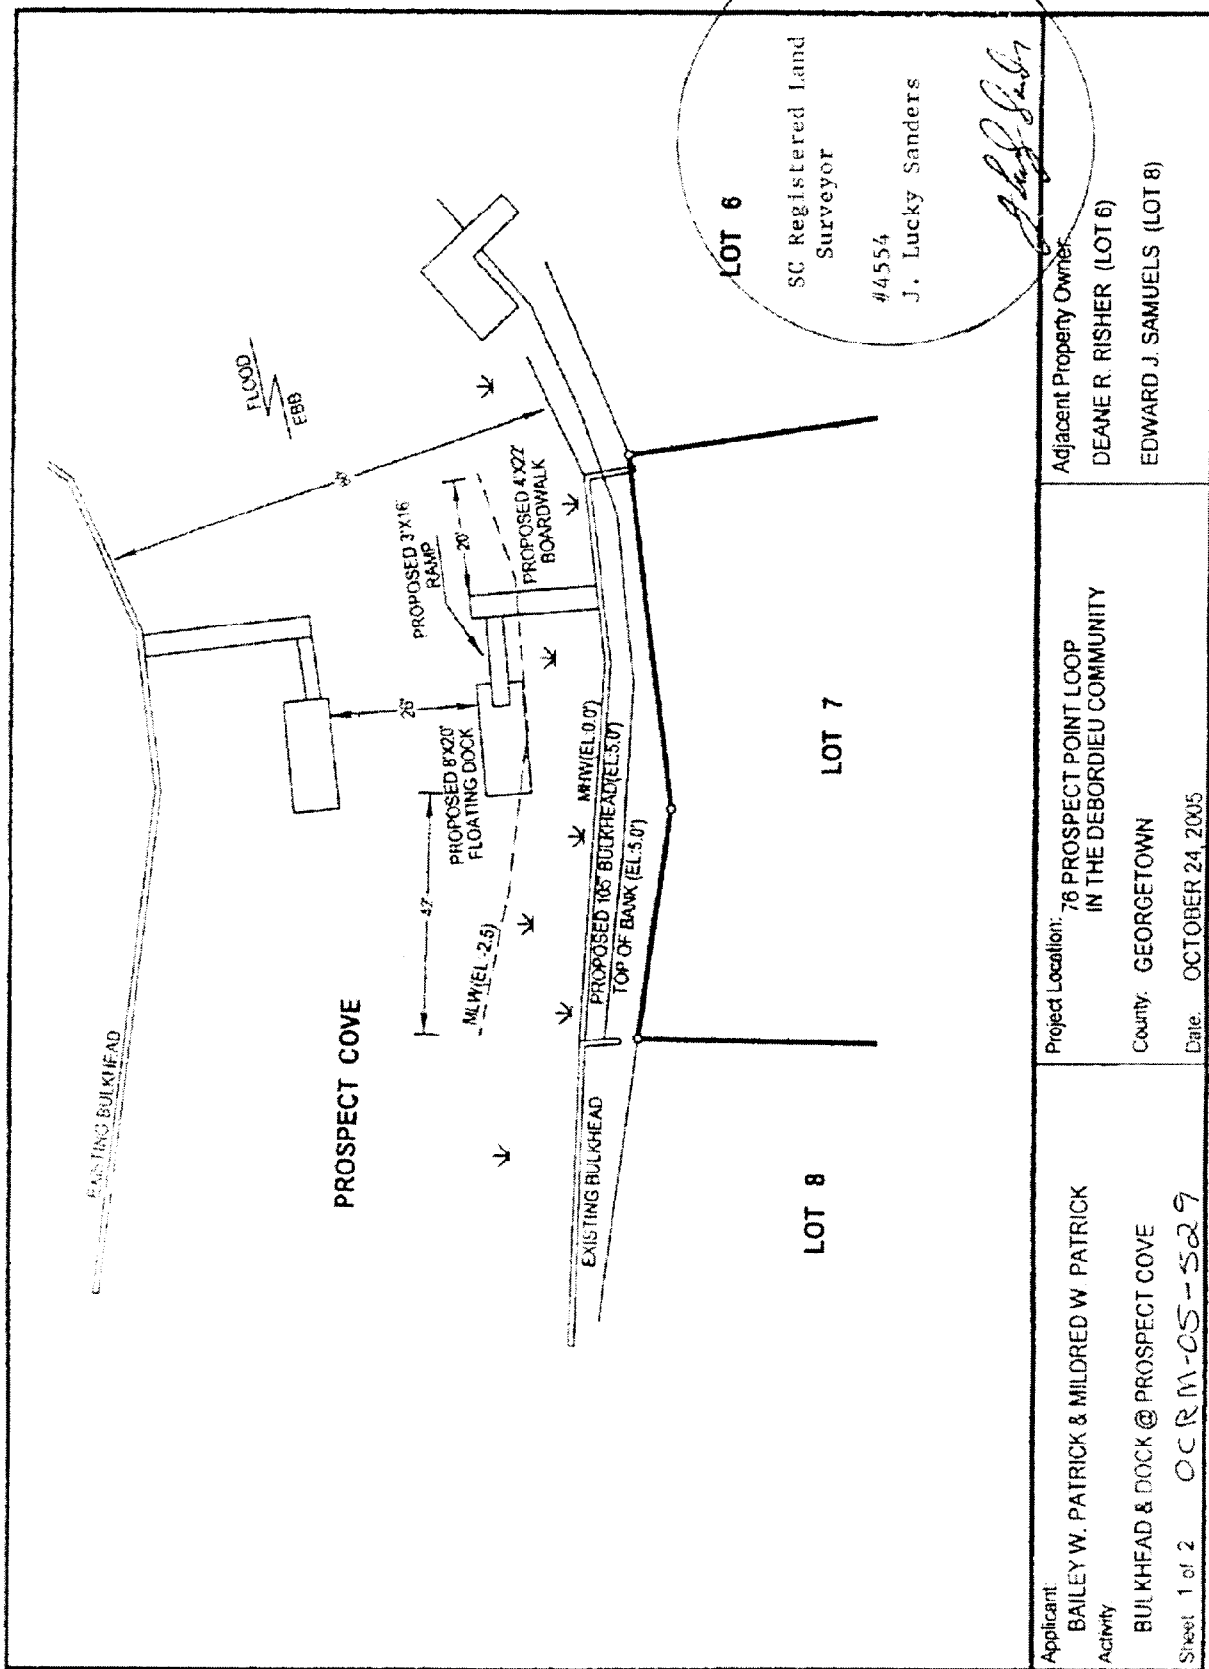 EXISTING BULKHEAD
PROSPECT COVE
FLOOD
EBB
PROPOSED 3'X16'
RAMP
20'
PROPOSED 4'X22'
BOARDWALK
26'
PROPOSED 8'X20'
FLOATING DOCK
MLW(EL:-2.5)
MHW(EL:0.0')
PROPOSED 105' BULKHEAD(EL:5.0')
TOP OF BANK (EL:5.0')
EXISTING BULKHEAD
LOT 8
LOT 7
LOT 6
SC Registered Land
Surveyor
#4554
J. Lucky Sanders
Applicant:
BAILEY W. PATRICK & MILDRED W. PATRICK
Activity
BULKHEAD & DOCK @ PROSPECT COVE
Sheet 1 of 2 OCRM-05-529
Project Location:
76 PROSPECT POINT LOOP
IN THE DEBORDIEU COMMUNITY
County: GEORGETOWN
Date: OCTOBER 24, 2005
Adjacent Property Owner:
DEANE R. RISHER (LOT 6)
EDWARD J. SAMUELS (LOT 8)